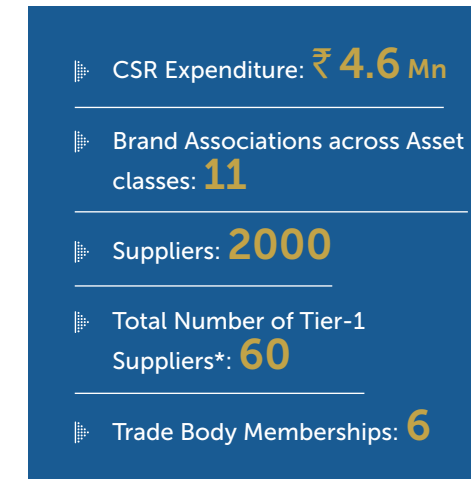 CSR Expenditure: ₹ 4.6 Mn
Brand Associations across Asset
classes: 11
Suppliers: 2000
Total Number of Tier-1
Suppliers*: 60
Trade Body Memberships: 6